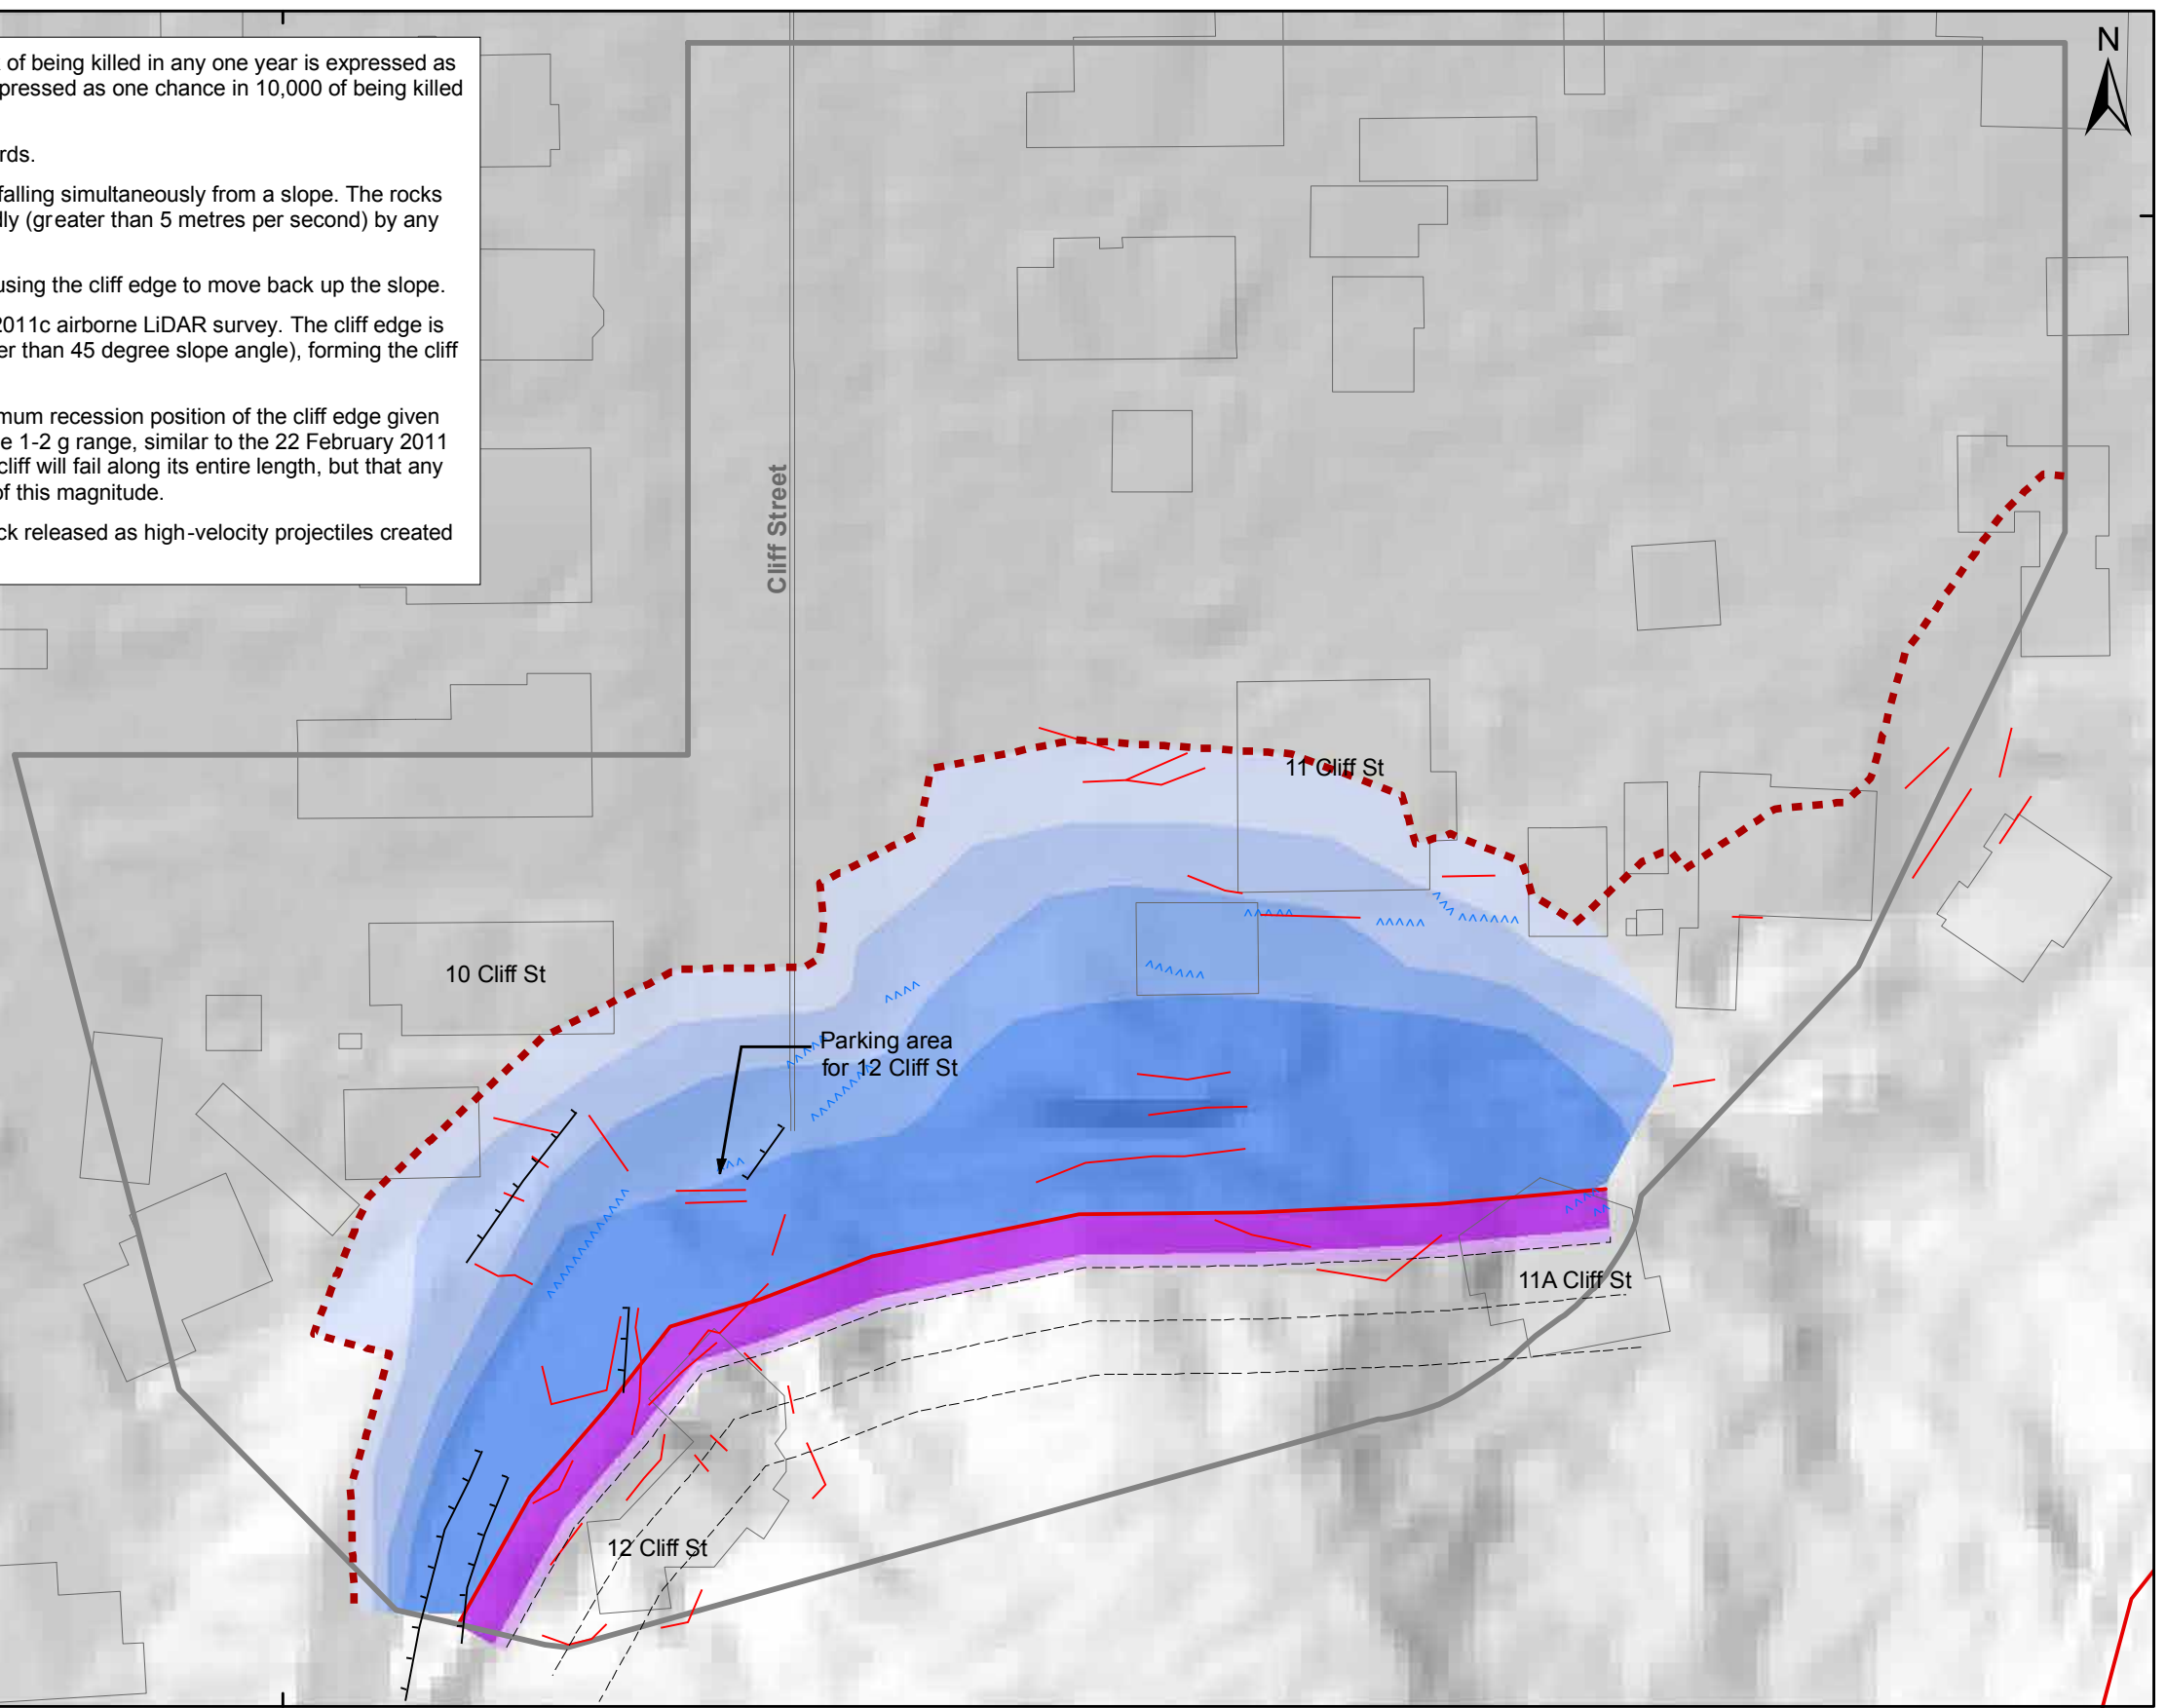 of being killed in any one year is expressed as
pressed as one chance in 10,000 of being killed
rds.
falling simultaneously from a slope. The rocks
dly (greater than 5 metres per second) by any
using the cliff edge to move back up the slope.
2011c airborne LiDAR survey. The cliff edge is
er than 45 degree slope angle), forming the cliff
mum recession position of the cliff edge given
e 1-2 g range, similar to the 22 February 2011
cliff will fail along its entire length, but that any
of this magnitude.
ck released as high-velocity projectiles created
N
Cliff Street
11 Cliff St
10 Cliff St
Parking area
for 12 Cliff St
11A Cliff St
12 Cliff St